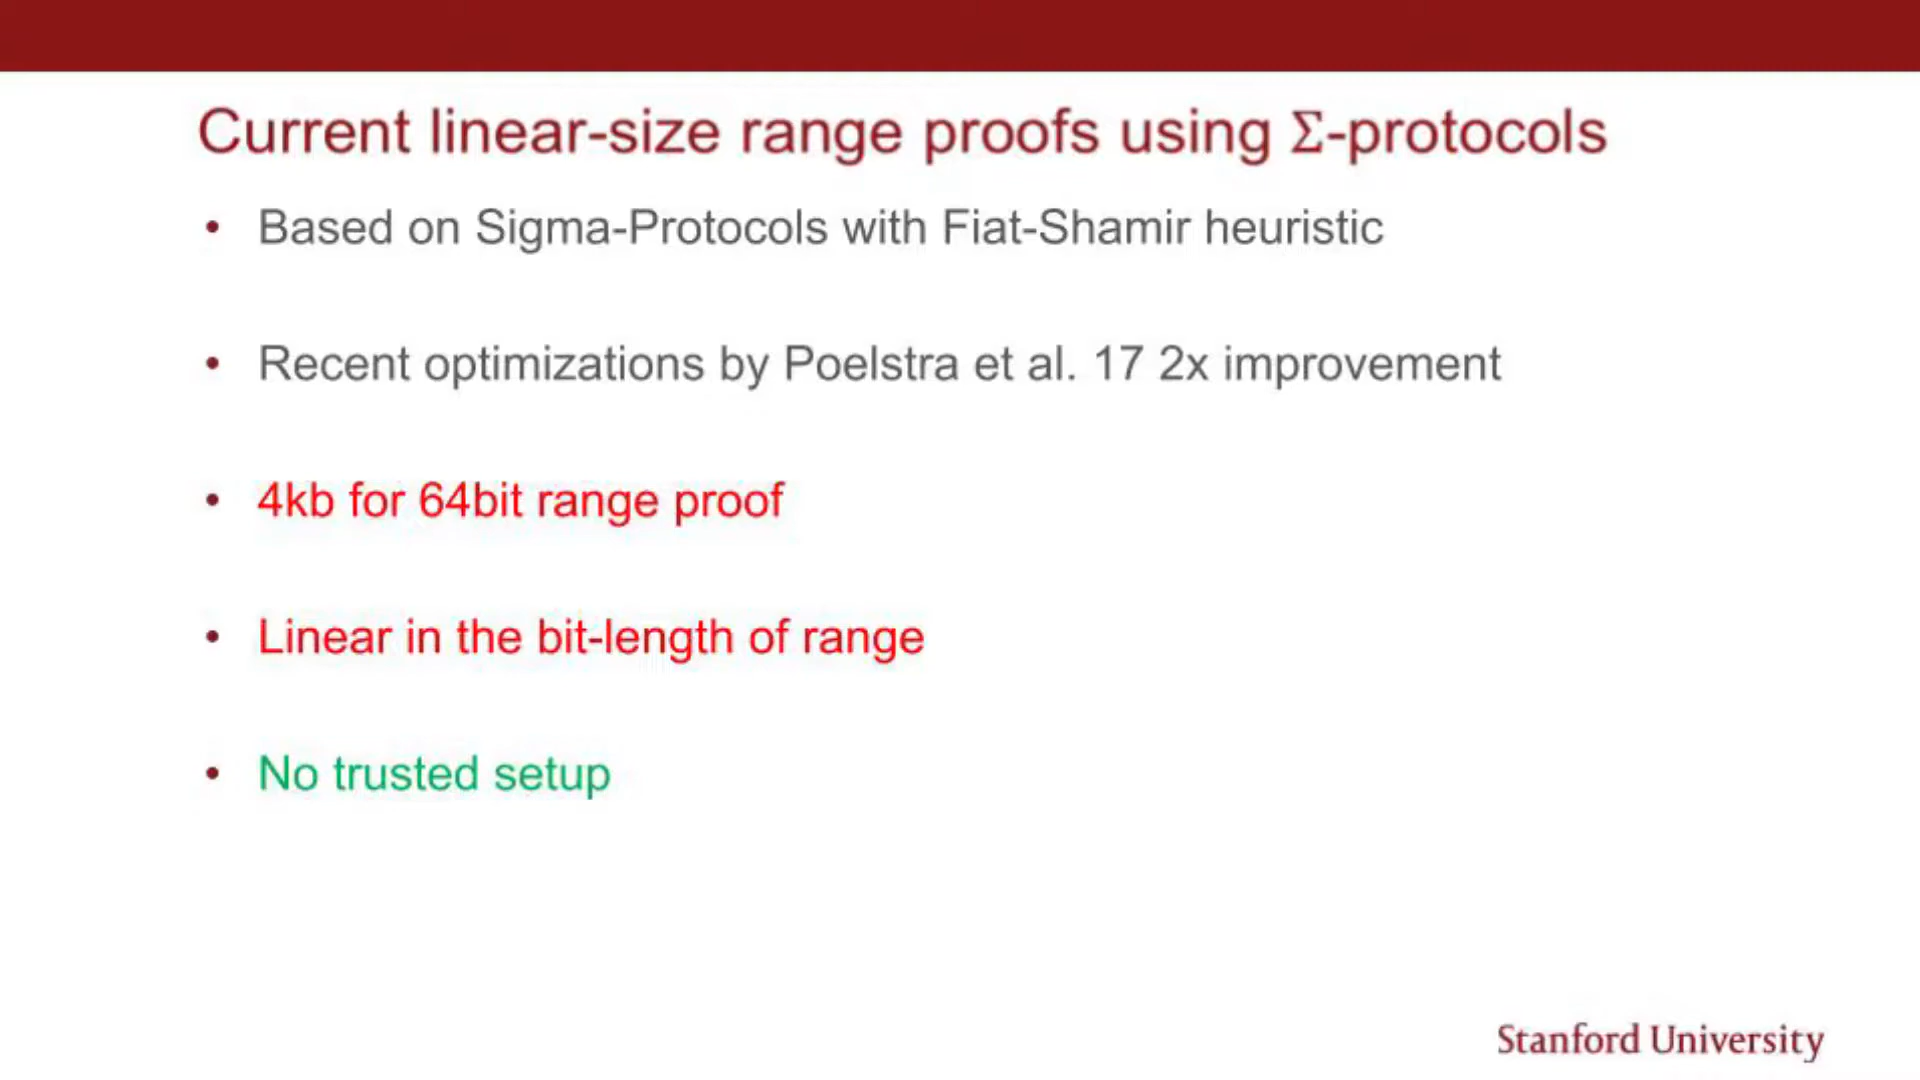 Current linear-size range proofs using Σ-protocols
• Based on Sigma-Protocols with Fiat-Shamir heuristic
• Recent optimizations by Poelstra et al. 17 2x improvement
• 4kb for 64bit range proof
• Linear in the bit-length of range
• No trusted setup
Stanford University